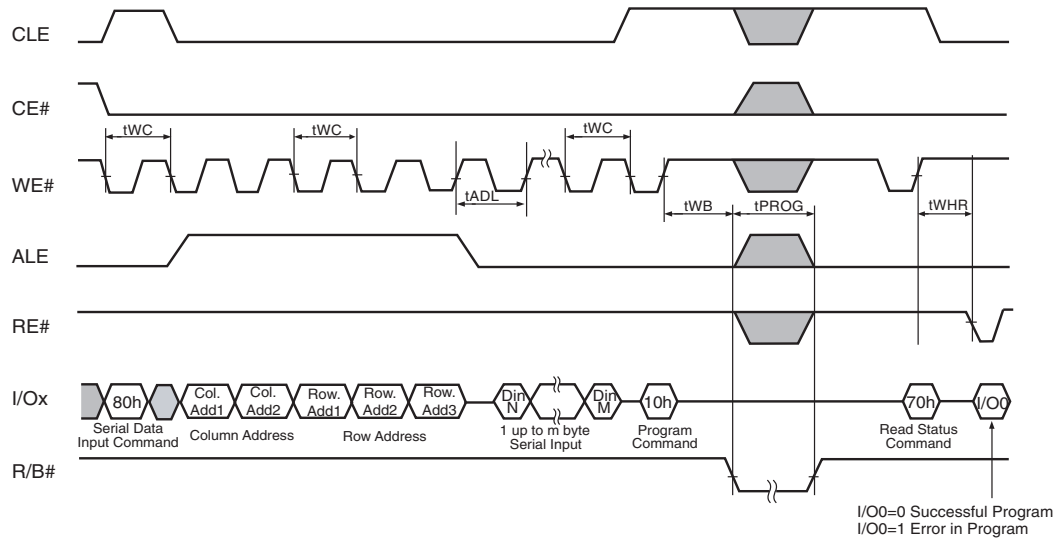 CLE
CE#
tWC
tWC
tWC
WE#
tADL
tWB
tPROG
tWHR
ALE
RE#
I/Ox
80h
Col.
Add1
Col.
Add2
Row.
Add1
Row.
Add2
Row.
Add3
Din
N
Din
M
10h
70h
I/O0
Serial Data
Input Command
Column Address
Row Address
1 up to m byte
Serial Input
Program
Command
Read Status
Command
R/B#
I/O0=0 Successful Program
I/O0=1 Error in Program